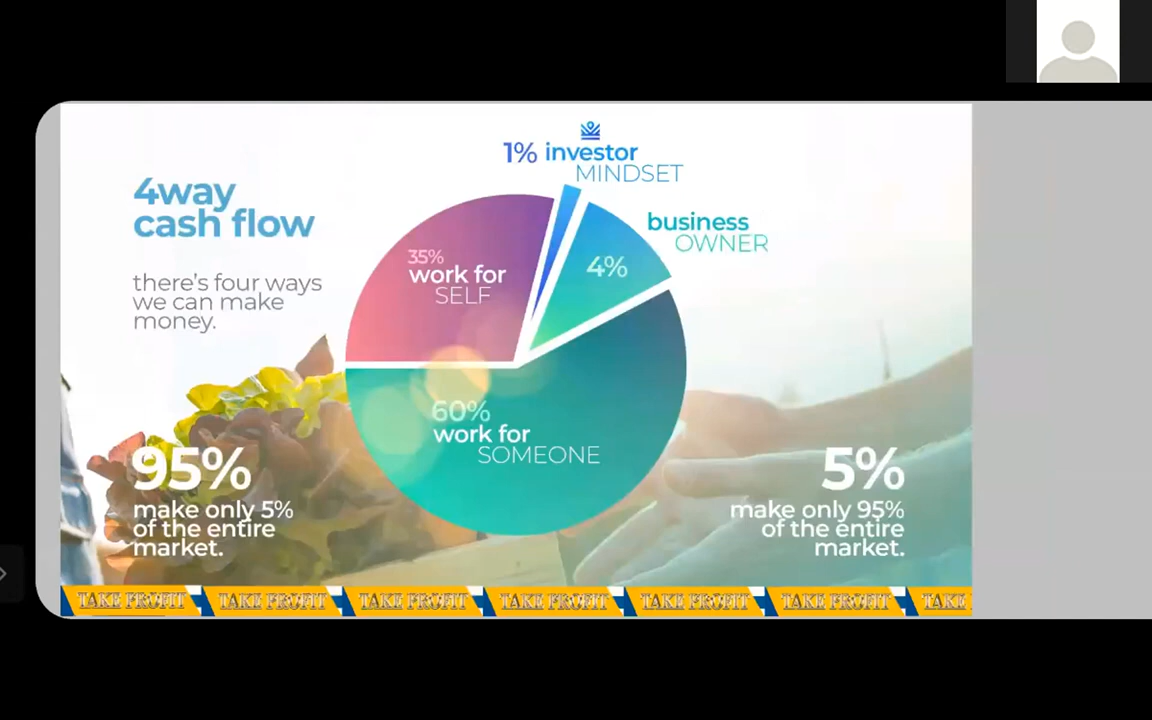 1% investor
MINDSET
4way
cash flow
business
OWNER
there's four ways
we can make
money.
35%
work for
SELF
4%
60%
work for
SOMEONE
95%
make only 5%
of the entire
market.
5%
make only 95%
of the entire
market.
TAKE PROFIT TAKE PROFIT TAKE PROFIT TAKE PROFIT TAKE PROFIT TAKE PROFIT TAKE